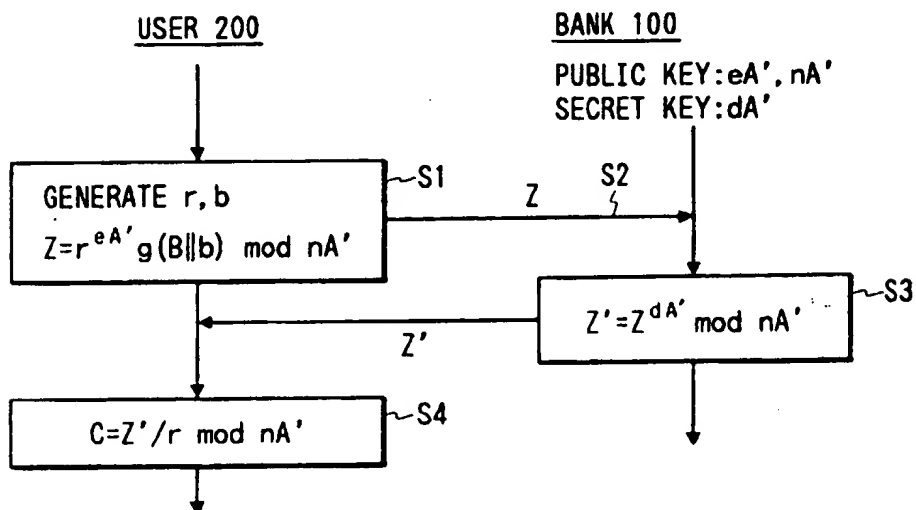 USER 200
BANK 100
PUBLIC KEY:eA', nA'
SECRET KEY:dA'
S1
GENERATE r, b
Z=r^eA' g(B‖b) mod nA'
Z
S2
S3
Z'=Z^dA' mod nA'
Z'
S4
C=Z'/r mod nA'